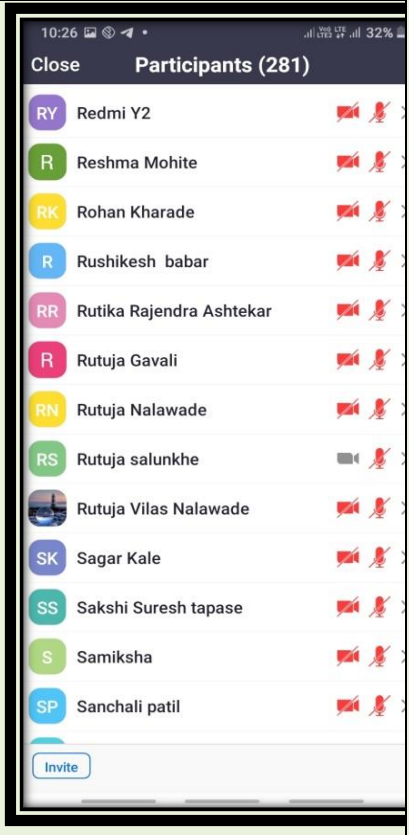 10:26 32%
Close Participants (281)
RY Redmi Y2
R Reshma Mohite
RK Rohan Kharade
R Rushikesh babar
RR Rutika Rajendra Ashtekar
R Rutuja Gavali
RN Rutuja Nalawade
RS Rutuja salunkhe
Rutuja Vilas Nalawade
SK Sagar Kale
SS Sakshi Suresh tapase
S Samiksha
SP Sanchali patil
Invite